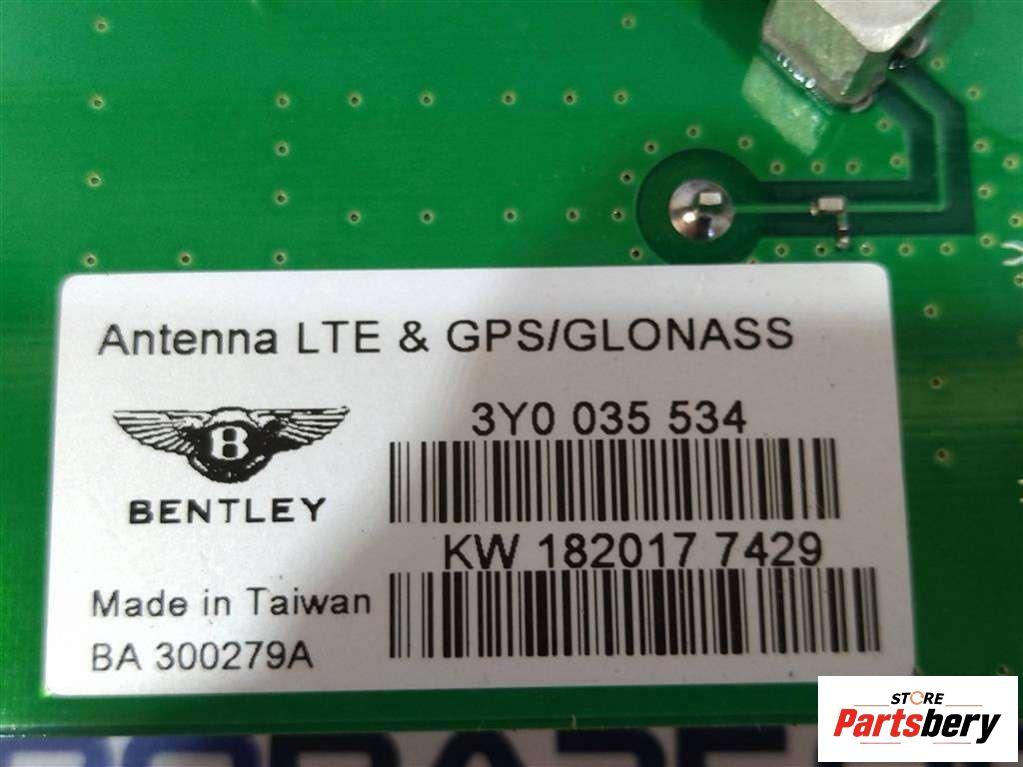 Antenna LTE & GPS/GLONASS
3Y0 035 534
B
BENTLEY
KW 182017 7429
Made in Taiwan
BA 300279A
STORE
Partsbery